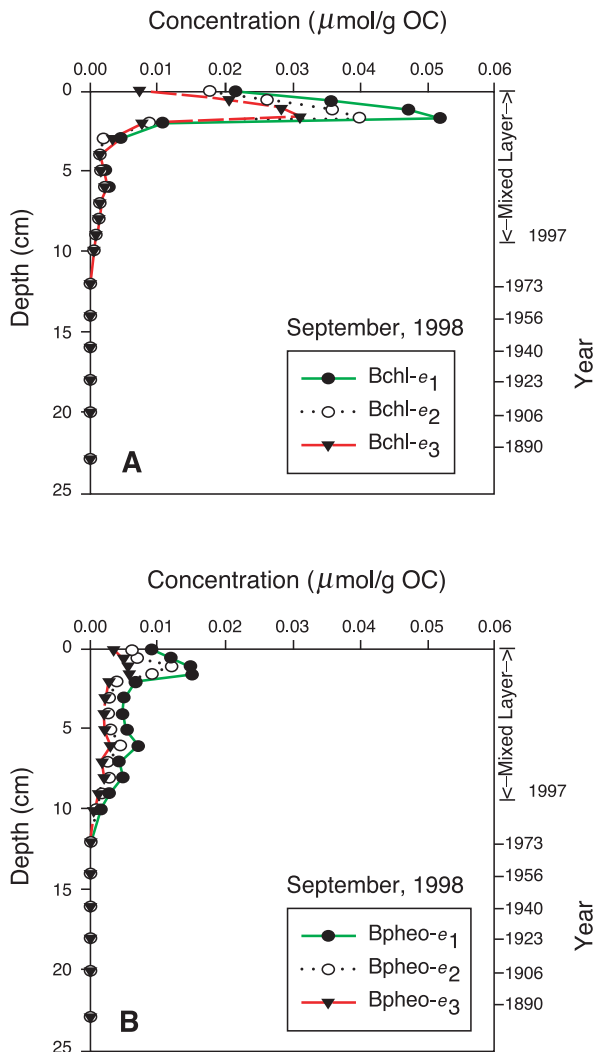 Concentration (μmol/g OC)
0.00 0.01 0.02 0.03 0.04 0.05 0.06
0
5
10
15
20
25
Depth (cm)
|<–Mixed Layer–>|
1997
1973
1956
1940
1923
1906
1890
Year
September, 1998
Bchl-e1
Bchl-e2
Bchl-e3
A
Concentration (μmol/g OC)
0.00 0.01 0.02 0.03 0.04 0.05 0.06
0
5
10
15
20
25
Depth (cm)
|<–Mixed Layer–>|
1997
1973
1956
1940
1923
1906
1890
Year
September, 1998
Bpheo-e1
Bpheo-e2
Bpheo-e3
B